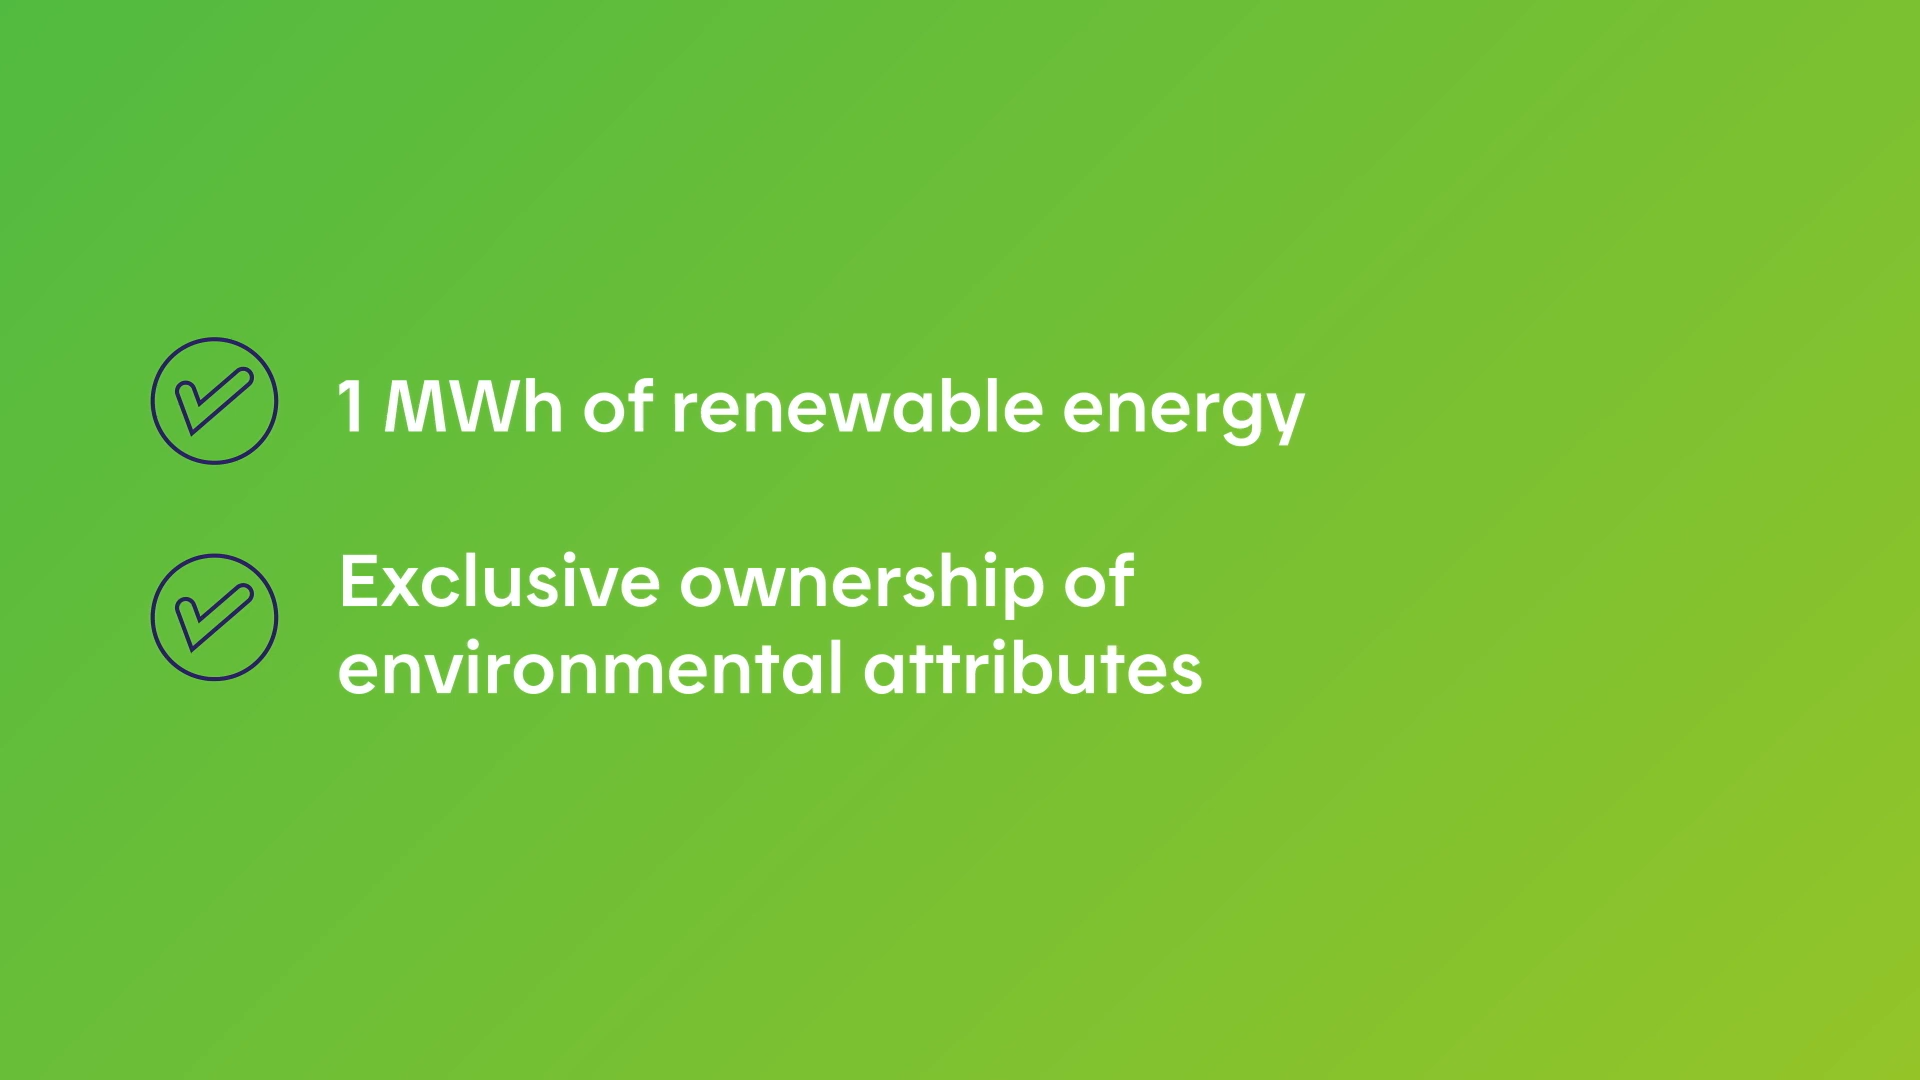 1 MWh of renewable energy
Exclusive ownership of
environmental attributes